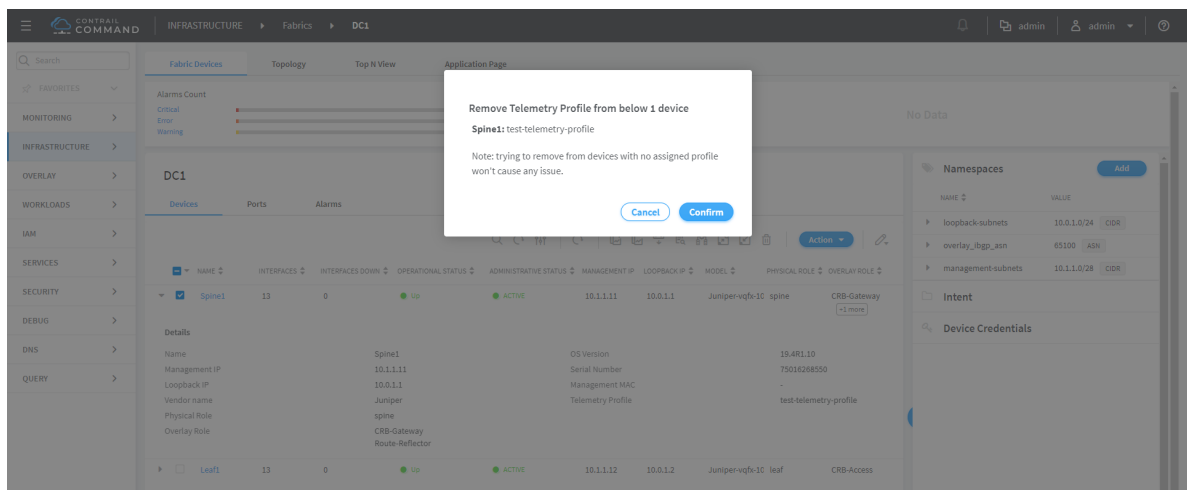 CONTRAIL
COMMAND
INFRASTRUCTURE Fabrics DC1
admin admin
Search
Fabric Devices Topology Top N View Application Page
FAVORITES
Alarms Count
Critical
Error
Warning
No Data
MONITORING
INFRASTRUCTURE
OVERLAY
WORKLOADS
IAM
SERVICES
SECURITY
DEBUG
DNS
QUERY
Remove Telemetry Profile from below 1 device
Spine1: test-telemetry-profile
Note: trying to remove from devices with no assigned profile
won't cause any issue.
Cancel Confirm
DC1
Devices Ports Alarms
Action
NAME INTERFACES INTERFACES DOWN OPERATIONAL STATUS ADMINISTRATIVE STATUS MANAGEMENT IP LOOPBACK IP MODEL PHYSICAL ROLE OVERLAY ROLE
Spine1 13 0 Up ACTIVE 10.1.1.11 10.0.1.1 Juniper-vqfx-10 spine CRB-Gateway
+1 more
Details
Name Spine1 OS Version 19.4R1.10
Management IP 10.1.1.11 Serial Number 75018268550
Loopback IP 10.0.1.1 Management MAC -
Vendor name Juniper Telemetry Profile test-telemetry-profile
Physical Role spine
Overlay Role CRB-Gateway
Route-Reflector
Leaf1 13 0 Up ACTIVE 10.1.1.12 10.0.1.2 Juniper-vqfx-10 leaf CRB-Access
Namespaces Add
NAME VALUE
loopback-subnets 10.0.1.0/24 CIDR
overlay_ibgp_asn 65100 ASN
management-subnets 10.1.1.0/28 CIDR
Intent
Device Credentials